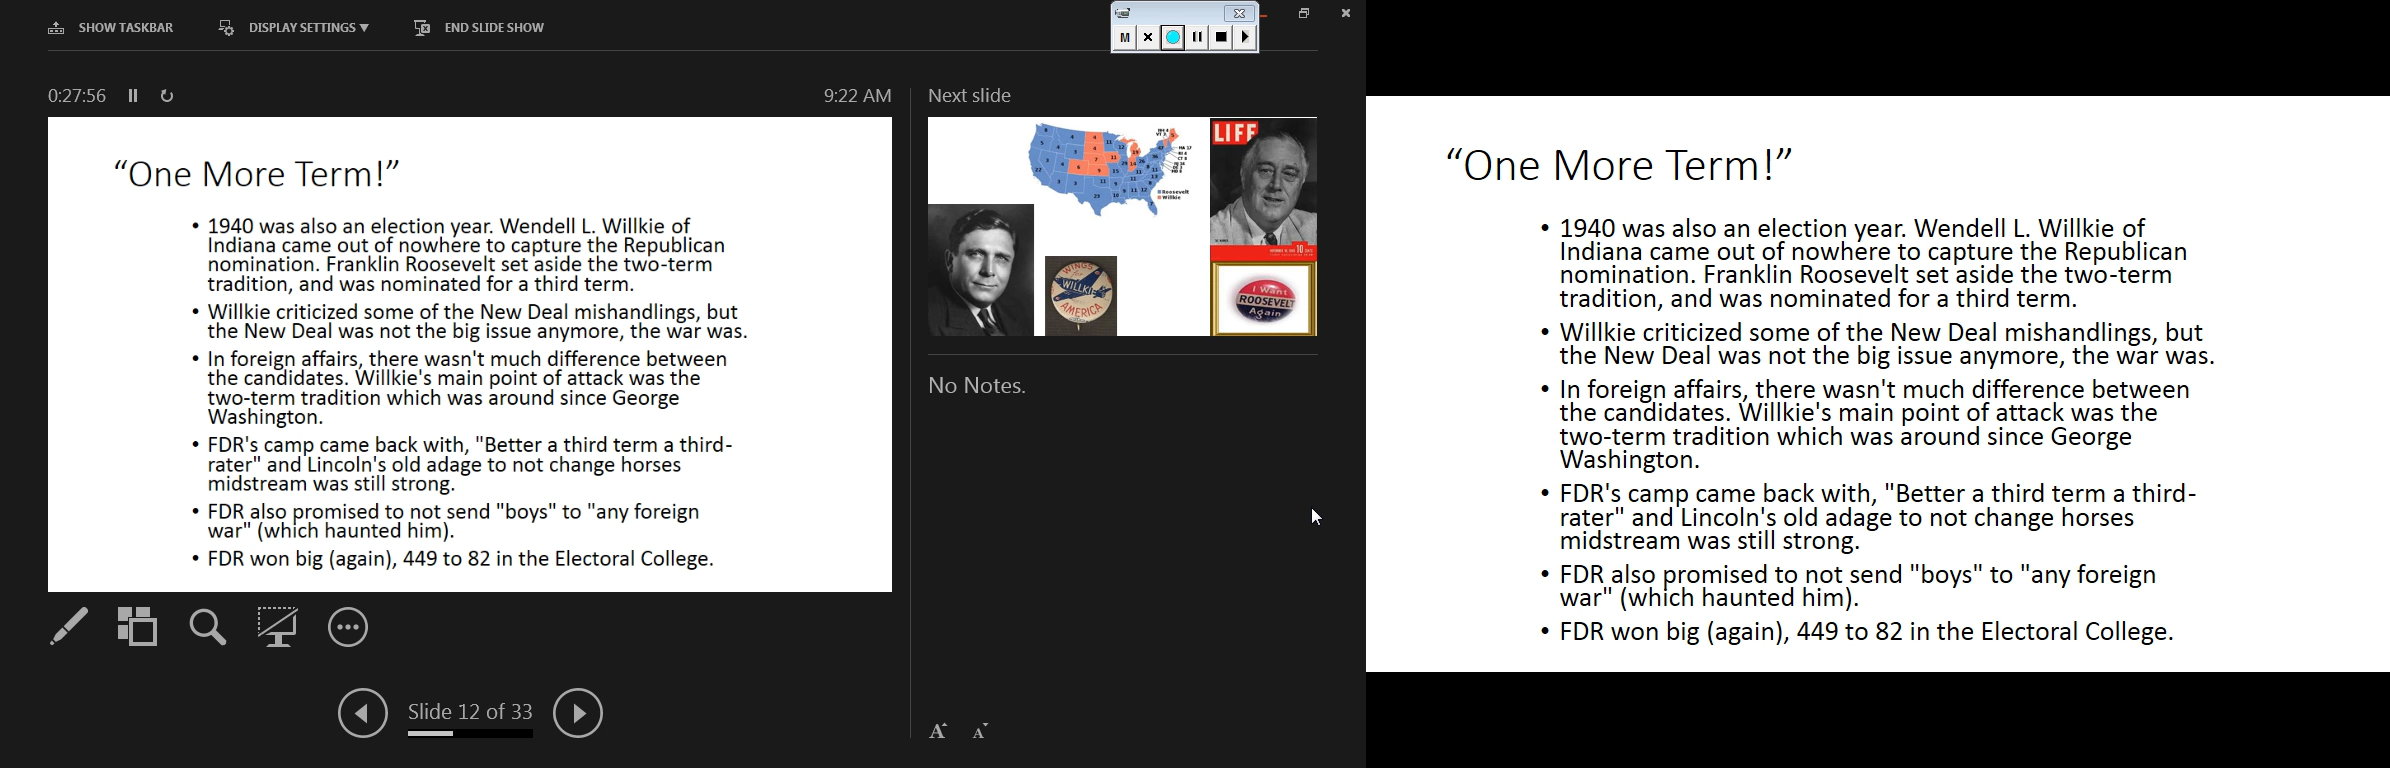 SHOW TASKBAR
DISPLAY SETTINGS ▼
END SLIDE SHOW
M
0:27:56
9:22 AM
Next slide
“One More Term!”
• 1940 was also an election year. Wendell L. Willkie of
Indiana came out of nowhere to capture the Republican
nomination. Franklin Roosevelt set aside the two-term
tradition, and was nominated for a third term.
• Willkie criticized some of the New Deal mishandlings, but
the New Deal was not the big issue anymore, the war was.
• In foreign affairs, there wasn't much difference between
the candidates. Willkie's main point of attack was the
two-term tradition which was around since George
Washington.
• FDR's camp came back with, "Better a third term a third-
rater" and Lincoln's old adage to not change horses
midstream was still strong.
• FDR also promised to not send "boys" to "any foreign
war" (which haunted him).
• FDR won big (again), 449 to 82 in the Electoral College.
Slide 12 of 33
Roosevelt
Willkie
LIFE
10
WINGS
WILLKIE
AMERICA
I Want
ROOSEVELT
Again
No Notes.
A A
“One More Term!”
• 1940 was also an election year. Wendell L. Willkie of
Indiana came out of nowhere to capture the Republican
nomination. Franklin Roosevelt set aside the two-term
tradition, and was nominated for a third term.
• Willkie criticized some of the New Deal mishandlings, but
the New Deal was not the big issue anymore, the war was.
• In foreign affairs, there wasn't much difference between
the candidates. Willkie's main point of attack was the
two-term tradition which was around since George
Washington.
• FDR's camp came back with, "Better a third term a third-
rater" and Lincoln's old adage to not change horses
midstream was still strong.
• FDR also promised to not send "boys" to "any foreign
war" (which haunted him).
• FDR won big (again), 449 to 82 in the Electoral College.